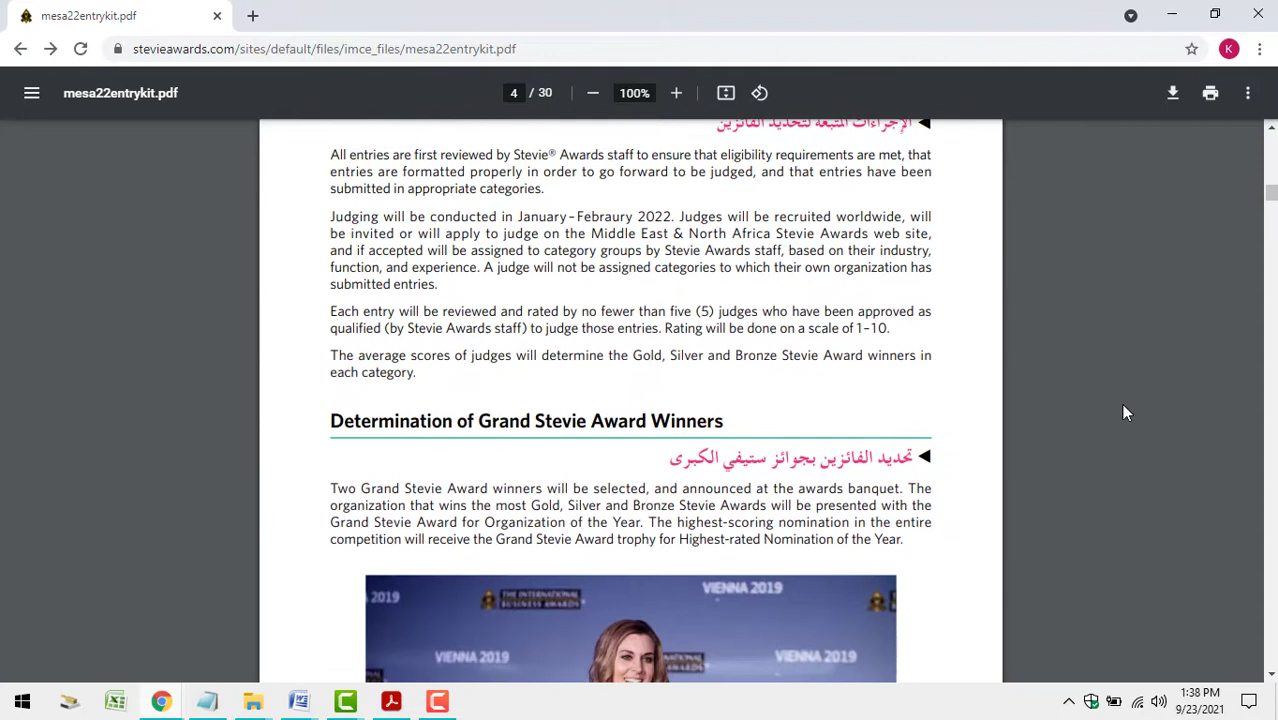 mesa22entrykit.pdf
stevieawards.com/sites/default/files/imce_files/mesa22entrykit.pdf
K
mesa22entrykit.pdf
4 / 30
100%
الإجراءات المتبعة لتحديد الفائزين
All entries are first reviewed by Stevie® Awards staff to ensure that eligibility requirements are met, that
entries are formatted properly in order to go forward to be judged, and that entries have been
submitted in appropriate categories.
Judging will be conducted in January–Febraury 2022. Judges will be recruited worldwide, will
be invited or will apply to judge on the Middle East & North Africa Stevie Awards web site,
and if accepted will be assigned to category groups by Stevie Awards staff, based on their industry,
function, and experience. A judge will not be assigned categories to which their own organization has
submitted entries.
Each entry will be reviewed and rated by no fewer than five (5) judges who have been approved as
qualified (by Stevie Awards staff) to judge those entries. Rating will be done on a scale of 1–10.
The average scores of judges will determine the Gold, Silver and Bronze Stevie Award winners in
each category.
Determination of Grand Stevie Award Winners
تحديد الفائزين بجوائز ستيفي الكبرى
Two Grand Stevie Award winners will be selected, and announced at the awards banquet. The
organization that wins the most Gold, Silver and Bronze Stevie Awards will be presented with the
Grand Stevie Award for Organization of the Year. The highest-scoring nomination in the entire
competition will receive the Grand Stevie Award trophy for Highest-rated Nomination of the Year.
VIENNA 2019
2019
THE INTERNATIONAL
BUSINESS AWARDS
VIENNA 2019
VIENNA 2019
1:38 PM
9/23/2021